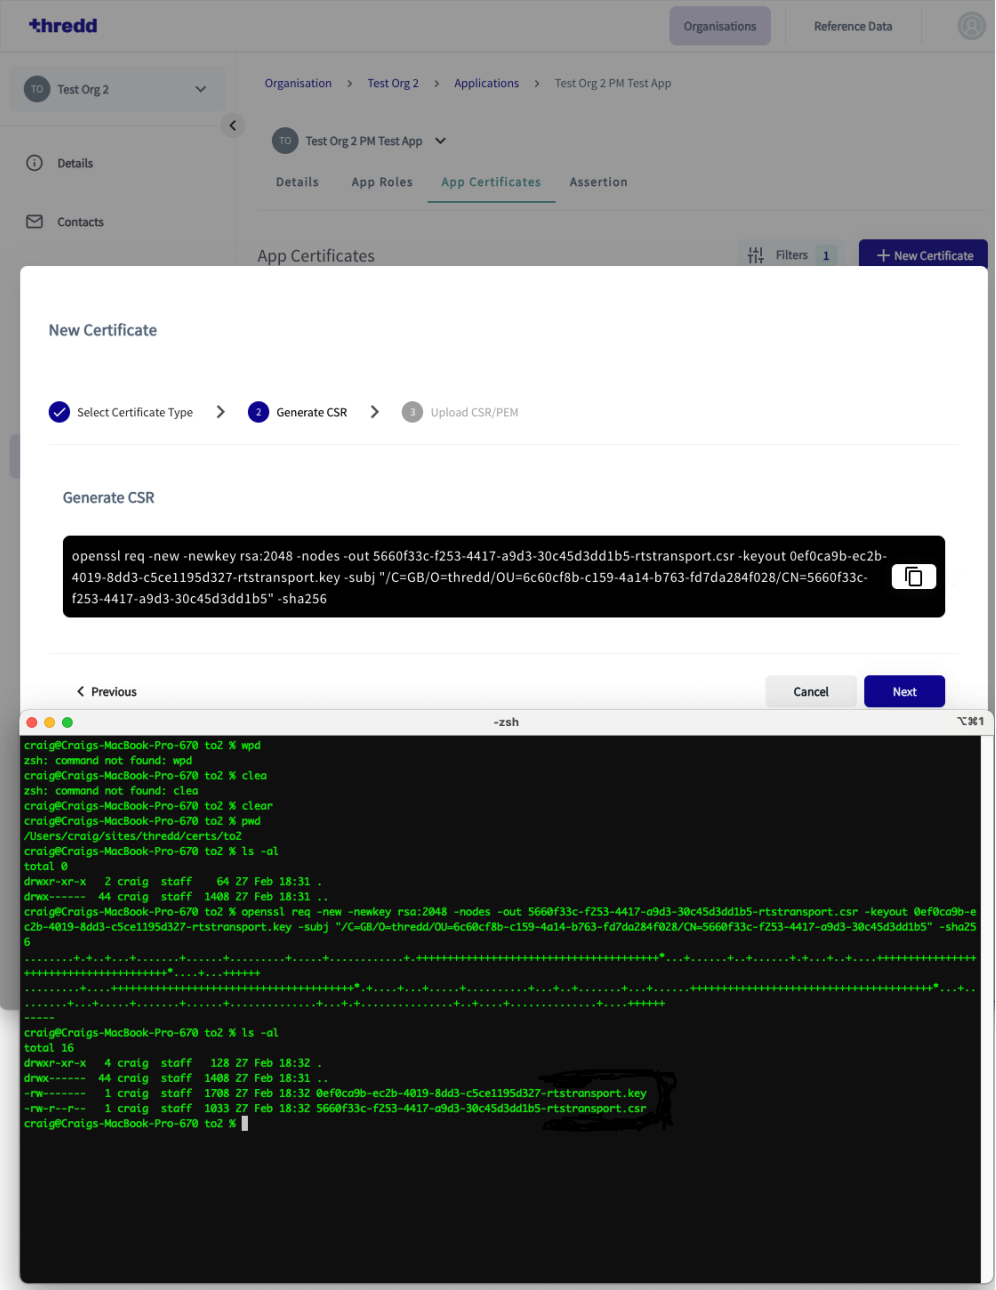 thredd
Organisations
Reference Data
TO
Test Org 2
Organisation > Test Org 2 > Applications > Test Org 2 PM Test App
TO
Test Org 2 PM Test App
Details
Details
App Roles
App Certificates
Assertion
Contacts
App Certificates
Filters
1
+ New Certificate
New Certificate
Select Certificate Type
2
Generate CSR
3
Upload CSR/PEM
Generate CSR
openssl req -new -newkey rsa:2048 -nodes -out 5660f33c-f253-4417-a9d3-30c45d3dd1b5-rtstransport.csr -keyout 0ef0ca9b-ec2b-
4019-8dd3-c5ce1195d327-rtstransport.key -subj "/C=GB/O=thredd/OU=6c60cf8b-c159-4a14-b763-fd7da284f028/CN=5660f33c-
f253-4417-a9d3-30c45d3dd1b5" -sha256
Previous
Cancel
Next
-zsh
⌥⌘1
craig@Craigs-MacBook-Pro-670 to2 % wpd
zsh: command not found: wpd
craig@Craigs-MacBook-Pro-670 to2 % clea
zsh: command not found: clea
craig@Craigs-MacBook-Pro-670 to2 % clear
craig@Craigs-MacBook-Pro-670 to2 % pwd
/Users/craig/sites/thredd/certs/to2
craig@Craigs-MacBook-Pro-670 to2 % ls -al
total 0
drwxr-xr-x   2 craig  staff    64 27 Feb 18:31 .
drwx------  44 craig  staff  1408 27 Feb 18:31 ..
craig@Craigs-MacBook-Pro-670 to2 % openssl req -new -newkey rsa:2048 -nodes -out 5660f33c-f253-4417-a9d3-30c45d3dd1b5-rtstransport.csr -keyout 0ef0ca9b-e
c2b-4019-8dd3-c5ce1195d327-rtstransport.key -subj "/C=GB/O=thredd/OU=6c60cf8b-c159-4a14-b763-fd7da284f028/CN=5660f33c-f253-4417-a9d3-30c45d3dd1b5" -sha25
6
-----
craig@Craigs-MacBook-Pro-670 to2 % ls -al
total 16
drwxr-xr-x   4 craig  staff   128 27 Feb 18:32 .
drwx------  44 craig  staff  1408 27 Feb 18:31 ..
-rw-------   1 craig  staff  1708 27 Feb 18:32 0ef0ca9b-ec2b-4019-8dd3-c5ce1195d327-rtstransport.key
-rw-r--r--   1 craig  staff  1033 27 Feb 18:32 5660f33c-f253-4417-a9d3-30c45d3dd1b5-rtstransport.csr
craig@Craigs-MacBook-Pro-670 to2 %